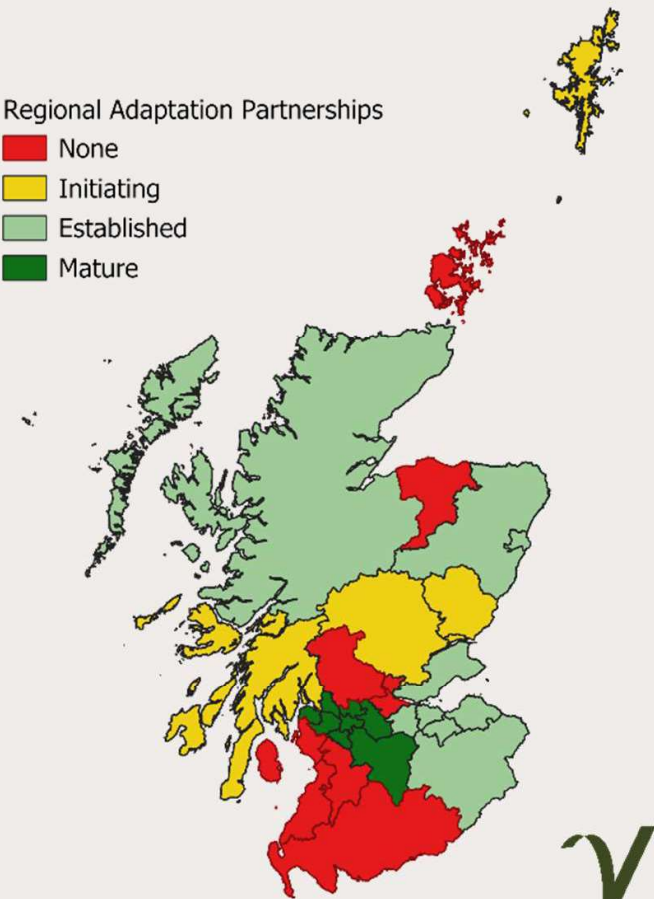 Regional Adaptation Partnerships
None
Initiating
Established
Mature